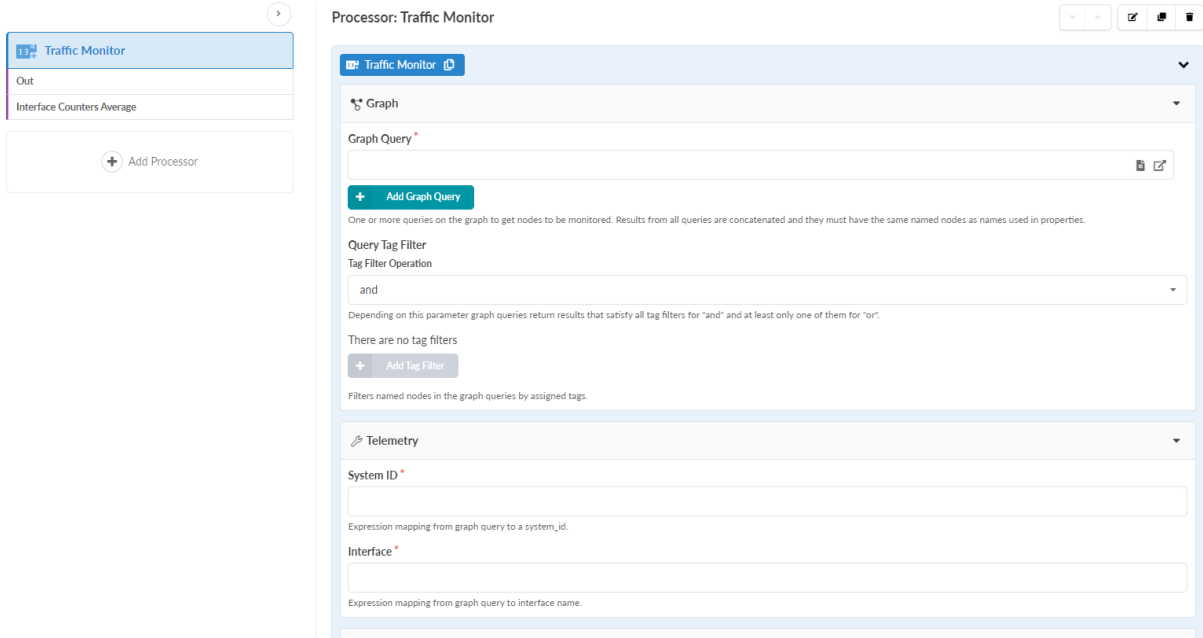 Traffic Monitor
Out
Interface Counters Average
Add Processor
Processor: Traffic Monitor
Traffic Monitor
Graph
Graph Query *
Add Graph Query
One or more queries on the graph to get nodes to be monitored. Results from all queries are concatenated and they must have the same named nodes as names used in properties.
Query Tag Filter
Tag Filter Operation
and
Depending on this parameter graph queries return results that satisfy all tag filters for "and" and at least only one of them for "or".
There are no tag filters
Add Tag Filter
Filters named nodes in the graph queries by assigned tags.
Telemetry
System ID *
Expression mapping from graph query to a system_id.
Interface *
Expression mapping from graph query to interface name.